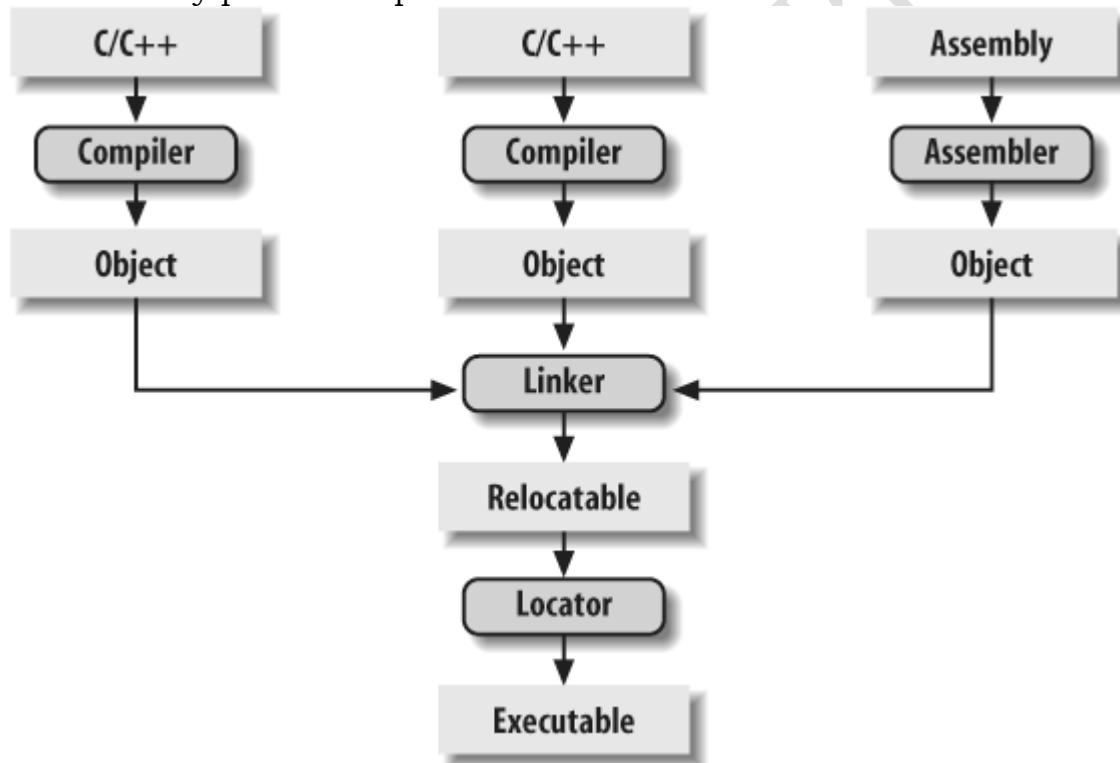 C/C++ C/C++ Assembly
Compiler Compiler Assembler
Object Object Object
Linker
Relocatable
Locator
Executable